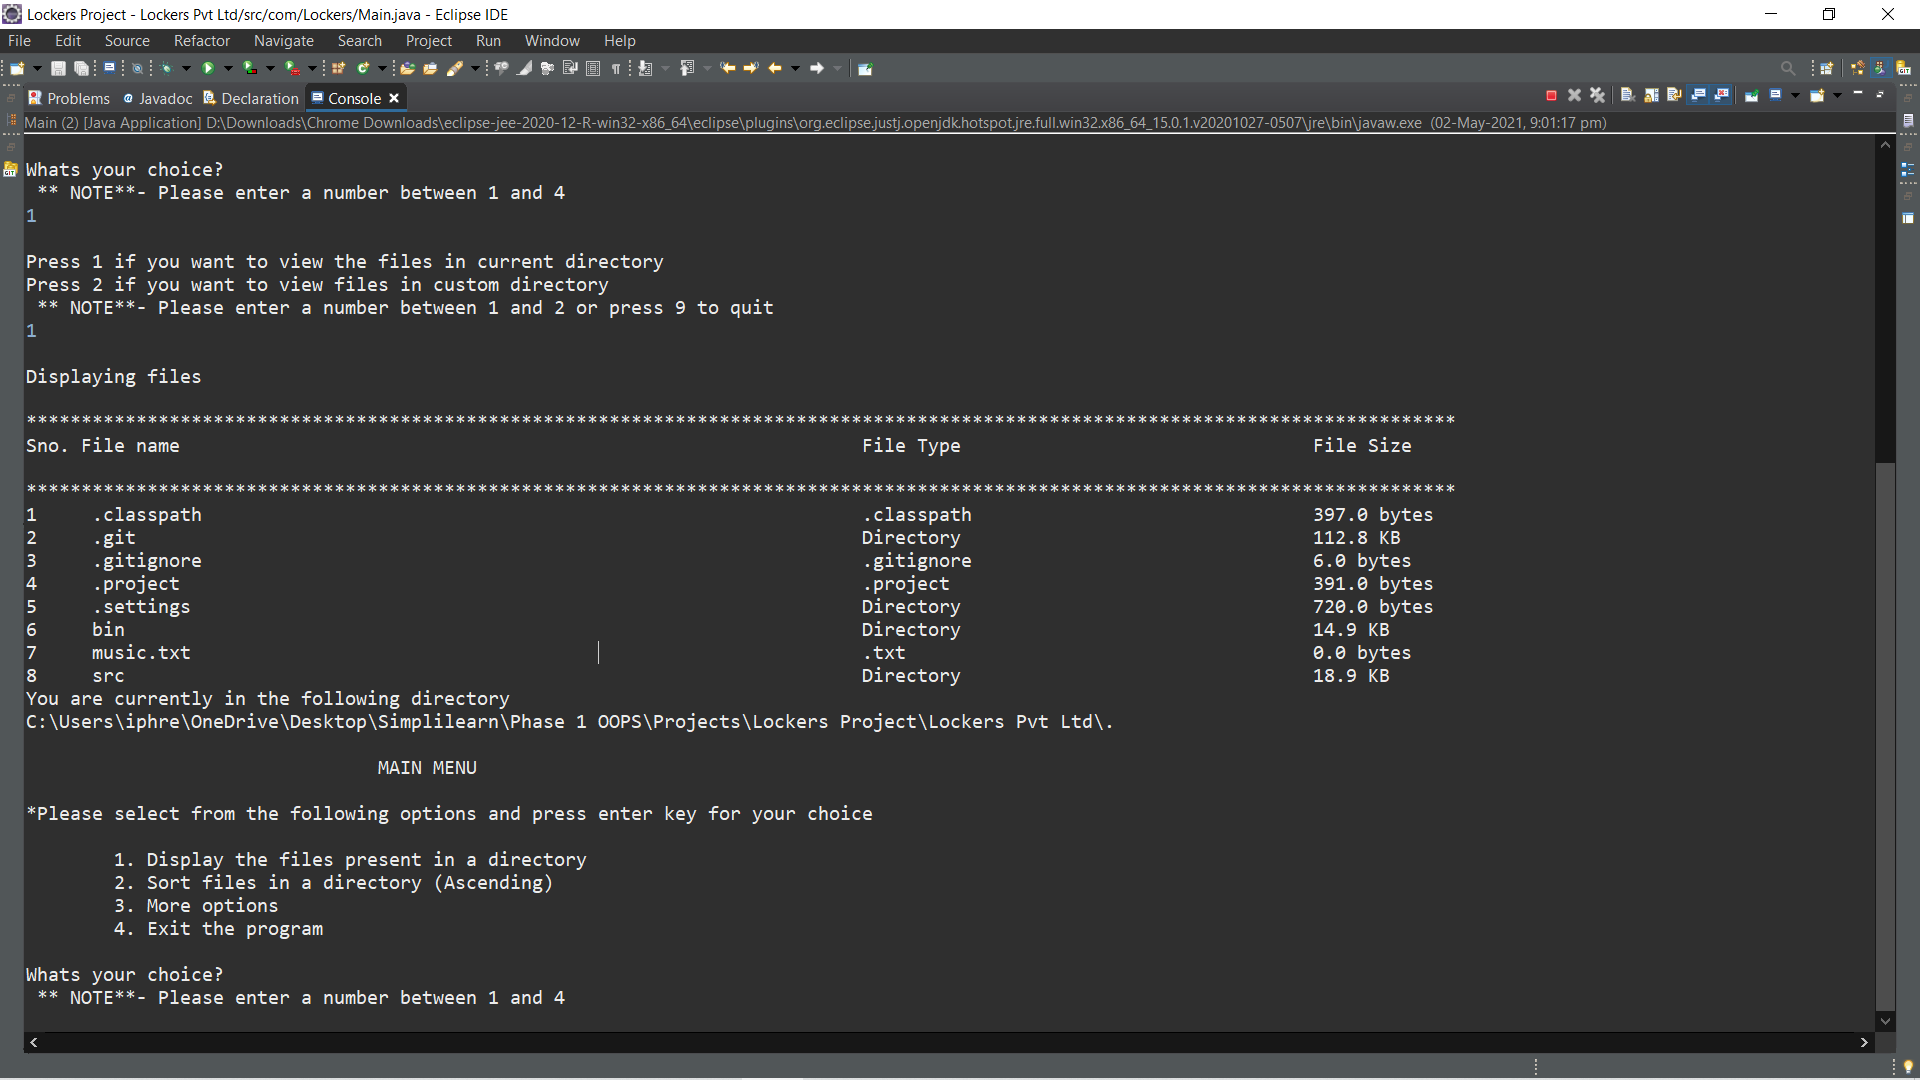 Lockers Project - Lockers Pvt Ltd/src/com/Lockers/Main.java - Eclipse IDE
File Edit Source Refactor Navigate Search Project Run Window Help
Problems Javadoc Declaration Console
Main (2) [Java Application] D:\Downloads\Chrome Downloads\eclipse-jee-2020-12-R-win32-x86_64\eclipse\plugins\org.eclipse.justj.openjdk.hotspot.jre.full.win32.x86_64_15.0.1.v20201027-0507\jre\bin\javaw.exe (02-May-2021, 9:01:17 pm)
Whats your choice?
** NOTE**- Please enter a number between 1 and 4
1
Press 1 if you want to view the files in current directory
Press 2 if you want to view files in custom directory
** NOTE**- Please enter a number between 1 and 2 or press 9 to quit
1
Displaying files
**********************************************************************************************************************************
Sno. File name File Type File Size
**********************************************************************************************************************************
1 .classpath .classpath 397.0 bytes
2 .git Directory 112.8 KB
3 .gitignore .gitignore 6.0 bytes
4 .project .project 391.0 bytes
5 .settings Directory 720.0 bytes
6 bin Directory 14.9 KB
7 music.txt .txt 0.0 bytes
8 src Directory 18.9 KB
You are currently in the following directory
C:\Users\iphre\OneDrive\Desktop\Simplilearn\Phase 1 OOPS\Projects\Lockers Project\Lockers Pvt Ltd\.
MAIN MENU
*Please select from the following options and press enter key for your choice
1. Display the files present in a directory
2. Sort files in a directory (Ascending)
3. More options
4. Exit the program
Whats your choice?
** NOTE**- Please enter a number between 1 and 4